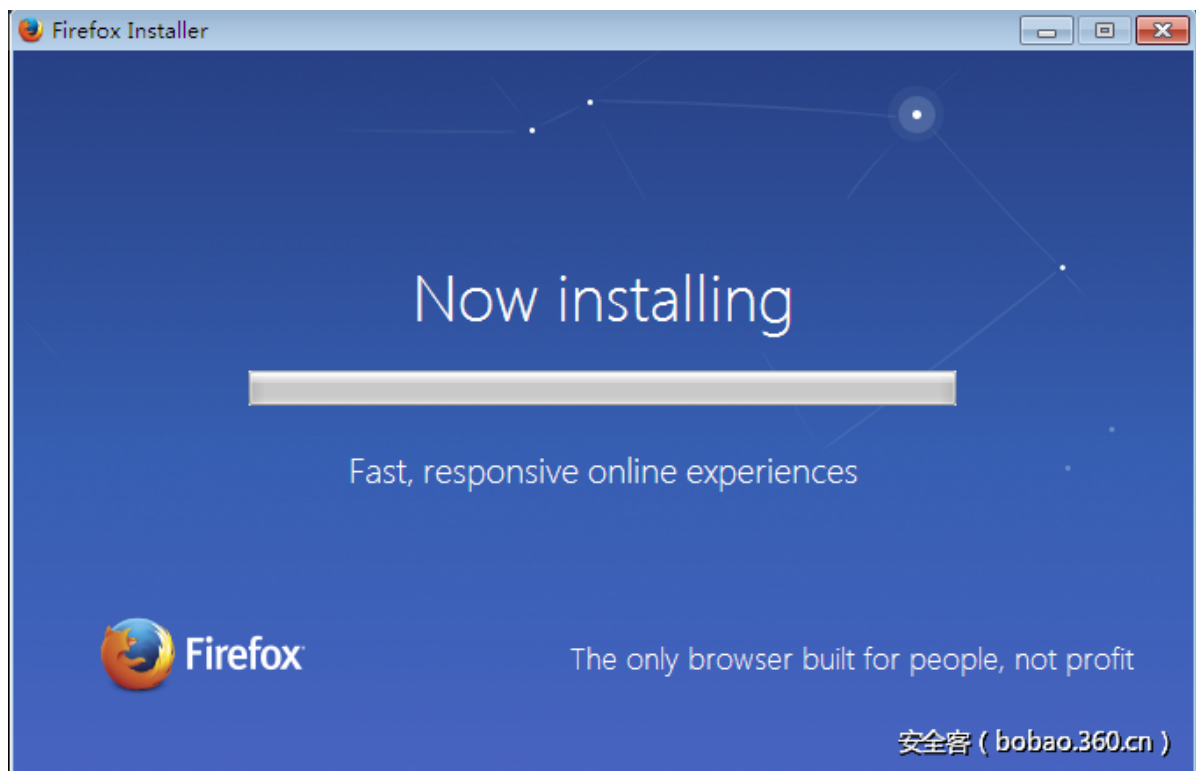 Firefox Installer
Now installing
Fast, responsive online experiences
Firefox
The only browser built for people, not profit
安全客 ( bobao.360.cn )